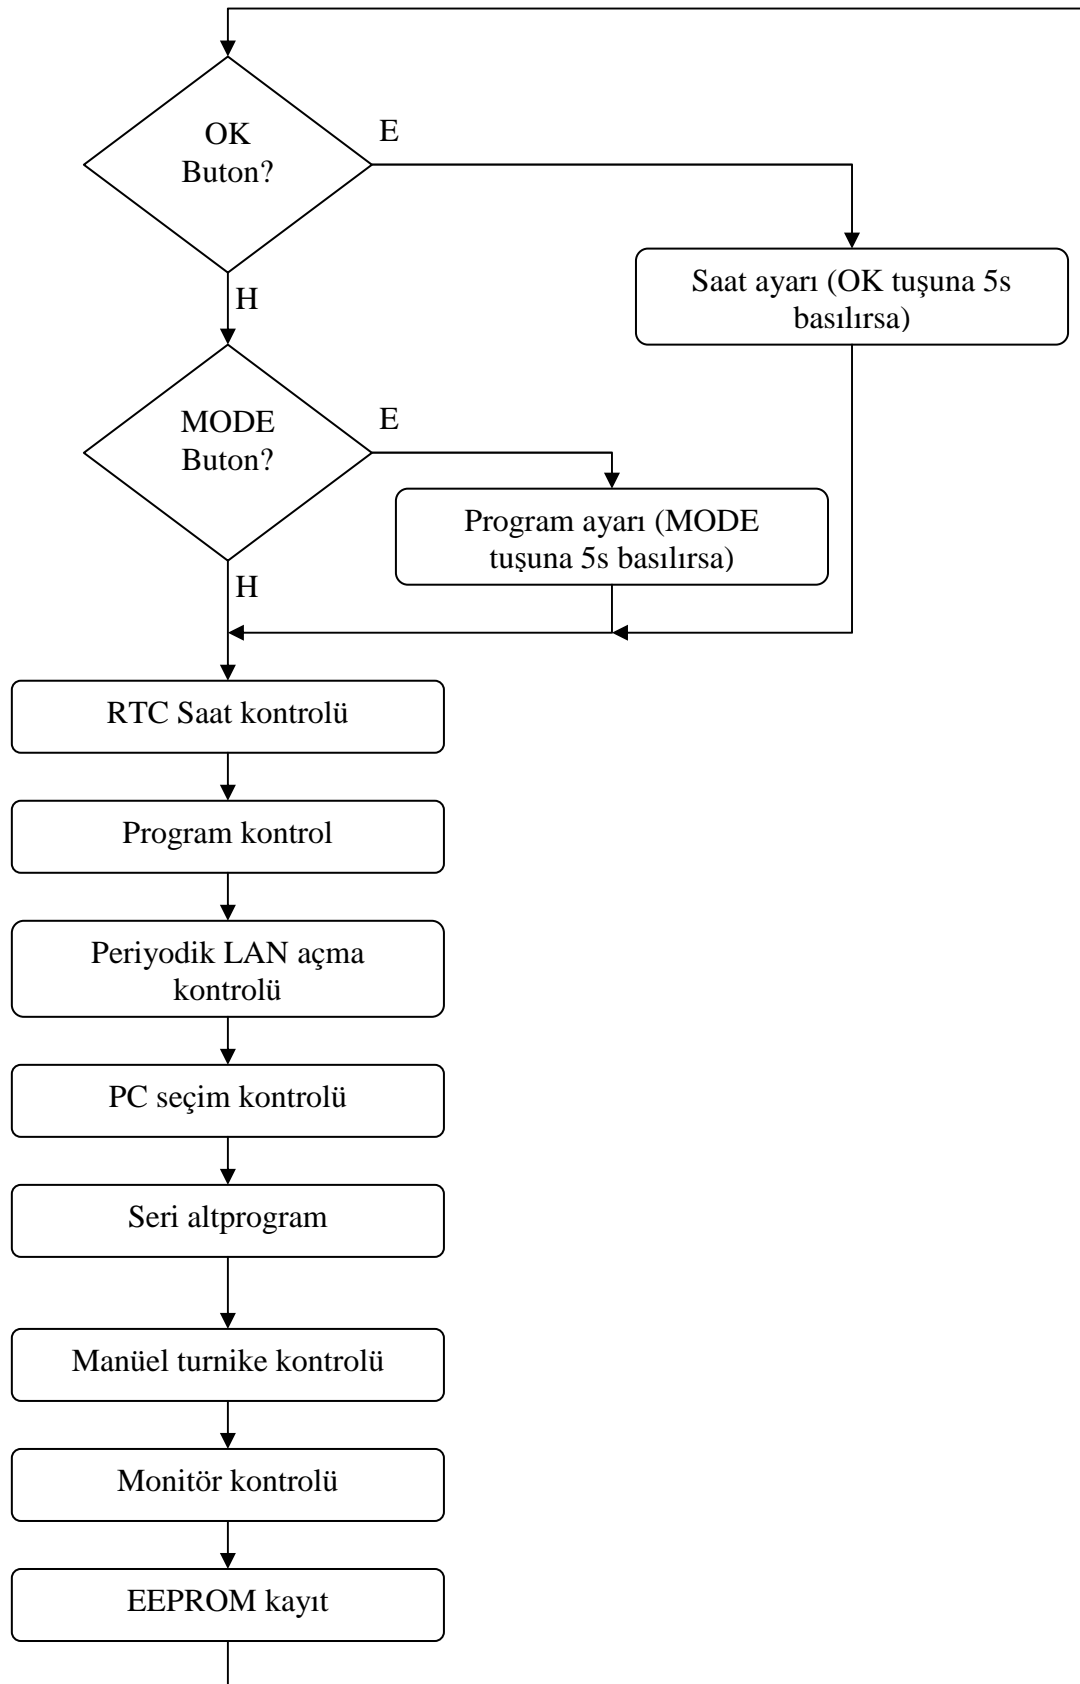 OK
Buton?
E
H
Saat ayarı (OK tuşuna 5s
basılırsa)
MODE
Buton?
E
Program ayarı (MODE
tuşuna 5s basılırsa)
H
RTC Saat kontrolü
Program kontrol
Periyodik LAN açma
kontrolü
PC seçim kontrolü
Seri altprogram
Manüel turnike kontrolü
Monitör kontrolü
EEPROM kayıt